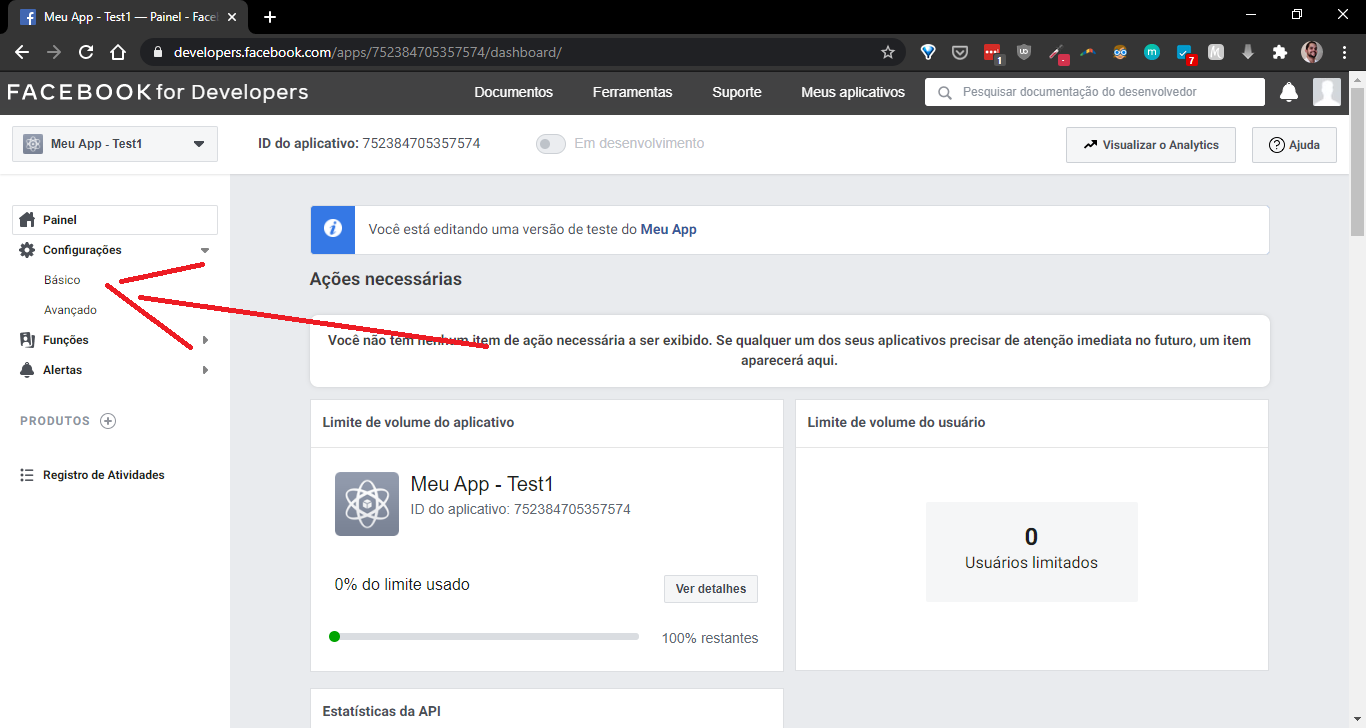 Meu App - Test1 — Painel - Face
developers.facebook.com/apps/752384705357574/dashboard/
1
7
FACEBOOK for Developers
Documentos
Ferramentas
Suporte
Meus aplicativos
Pesquisar documentação do desenvolvedor
Meu App - Test1
ID do aplicativo: 752384705357574
Em desenvolvimento
Visualizar o Analytics
Ajuda
Painel
Configurações
Básico
Avançado
Funções
Alertas
PRODUTOS
Registro de Atividades
Você está editando uma versão de teste do Meu App
Ações necessárias
Você não tem nenhum item de ação necessária a ser exibido. Se qualquer um dos seus aplicativos precisar de atenção imediata no futuro, um item
aparecerá aqui.
Limite de volume do aplicativo
Meu App - Test1
ID do aplicativo: 752384705357574
0% do limite usado
Ver detalhes
100% restantes
Limite de volume do usuário
0
Usuários limitados
Estatísticas da API